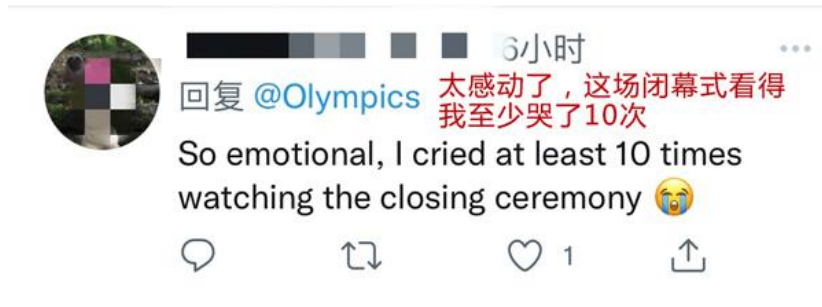 6小时
回复 @Olympics
太感动了，这场闭幕式看得
我至少哭了10次
So emotional, I cried at least 10 times
watching the closing ceremony 😭
1